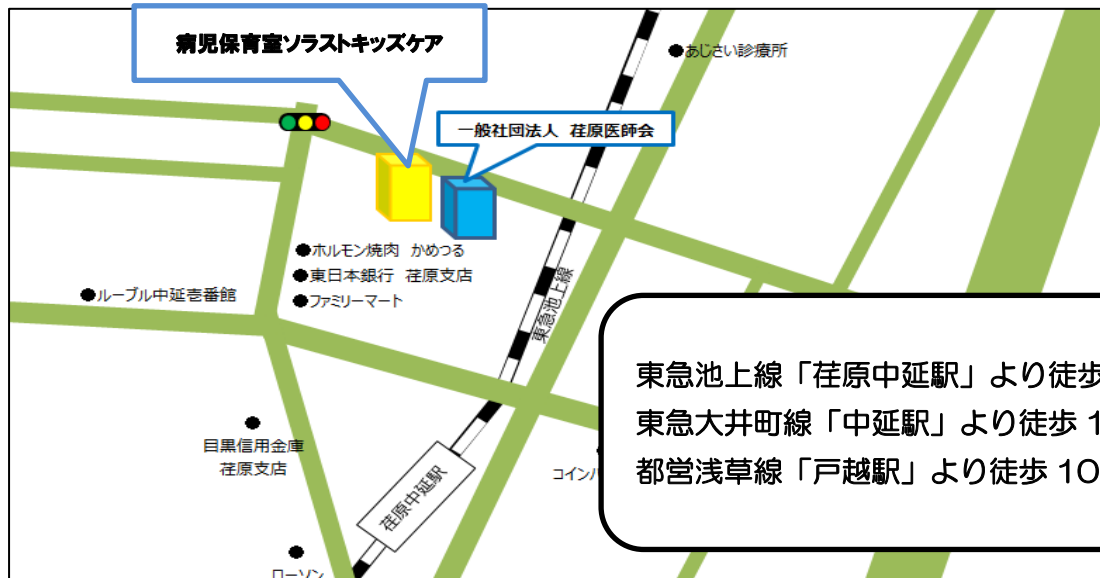 病児保育室ソラストキッズケア
あじさい診療所
一般社団法人 荏原医師会
ホルモン焼肉 かめつる
東日本銀行 荏原支店
ファミリーマート
ルーブル中延壱番館
東急池上線
東急池上線「荏原中延駅」より徒歩
東急大井町線「中延駅」より徒歩 1
都営浅草線「戸越駅」より徒歩 10
目黒信用金庫
荏原支店
コインパ
荏原中延駅
ローソン